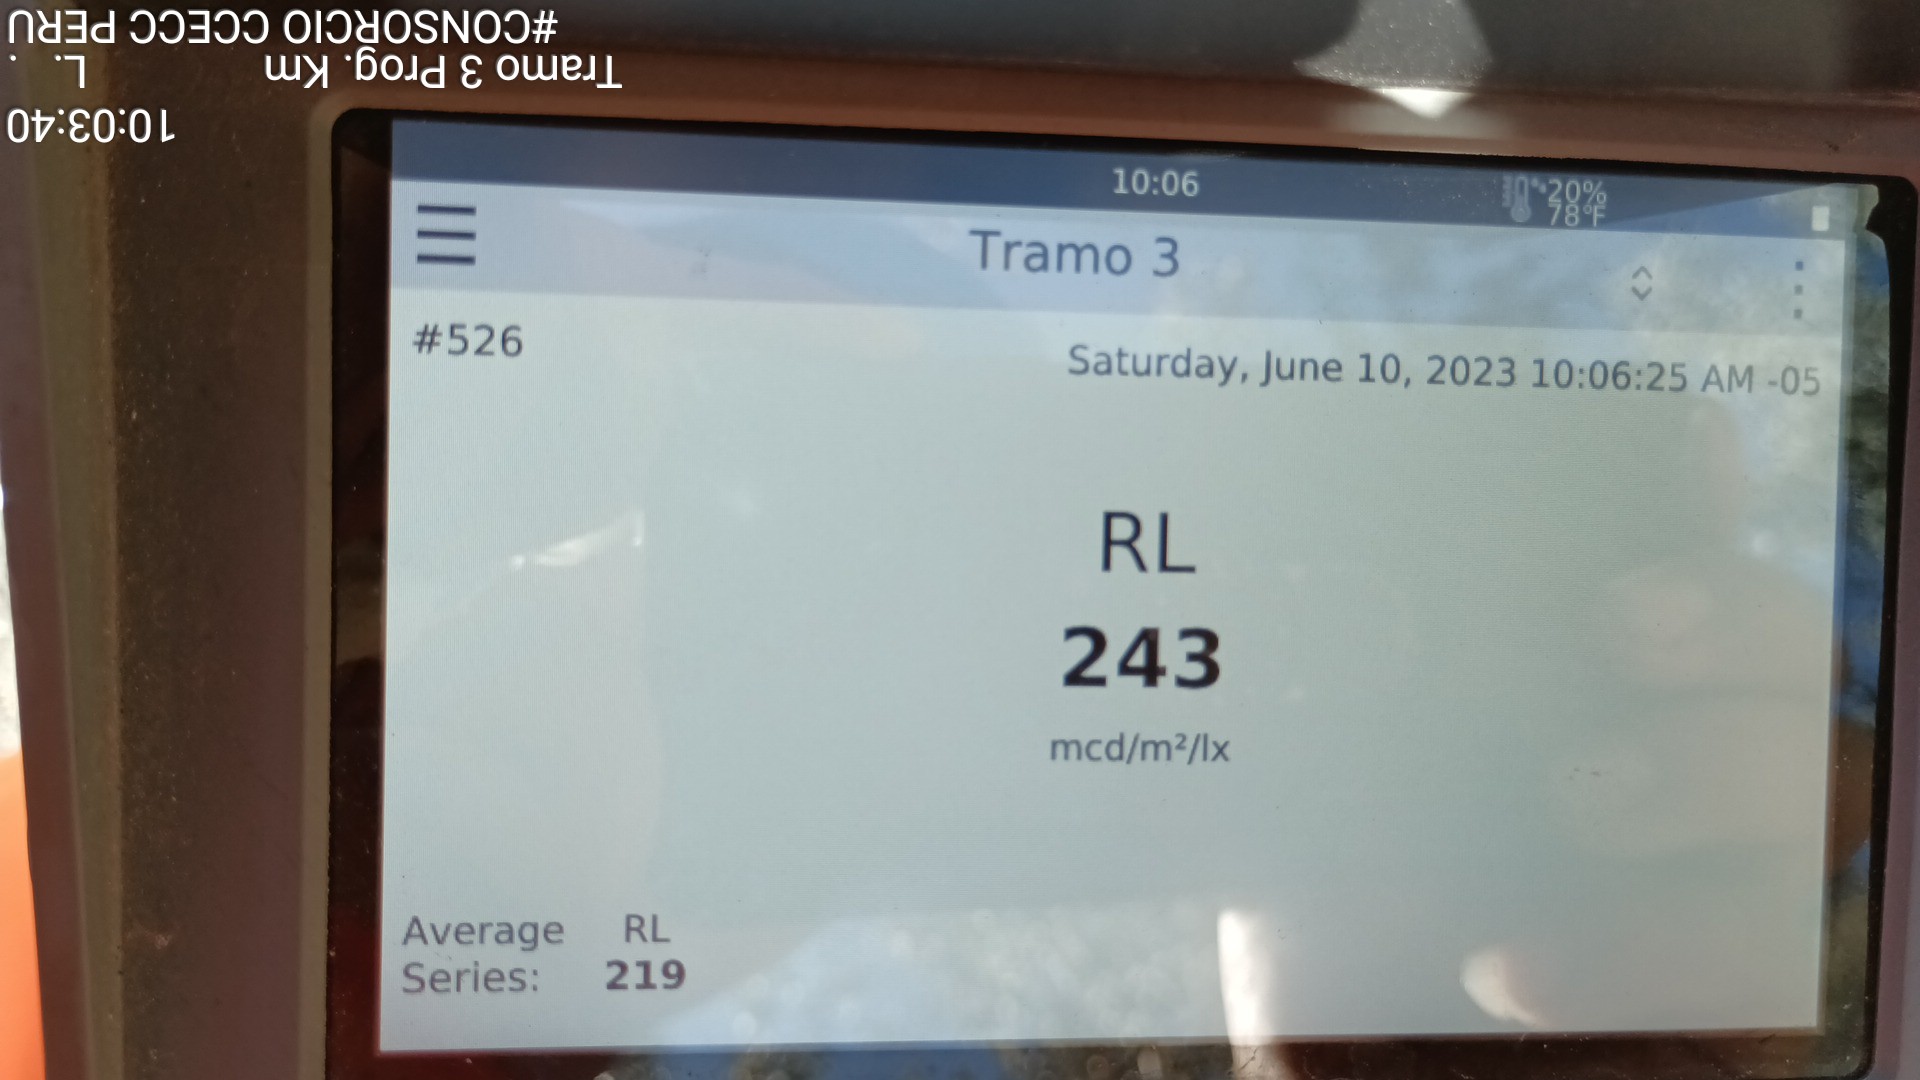 10:06
20%
78°F
Tramo 3
#526
Saturday, June 10, 2023 10:06:25 AM -05
RL
243
mcd/m²/lx
Average RL
Series: 219
10:03:40
Tramo 3 Prog. Km L. .
#CONSORCIO CCECC PERU